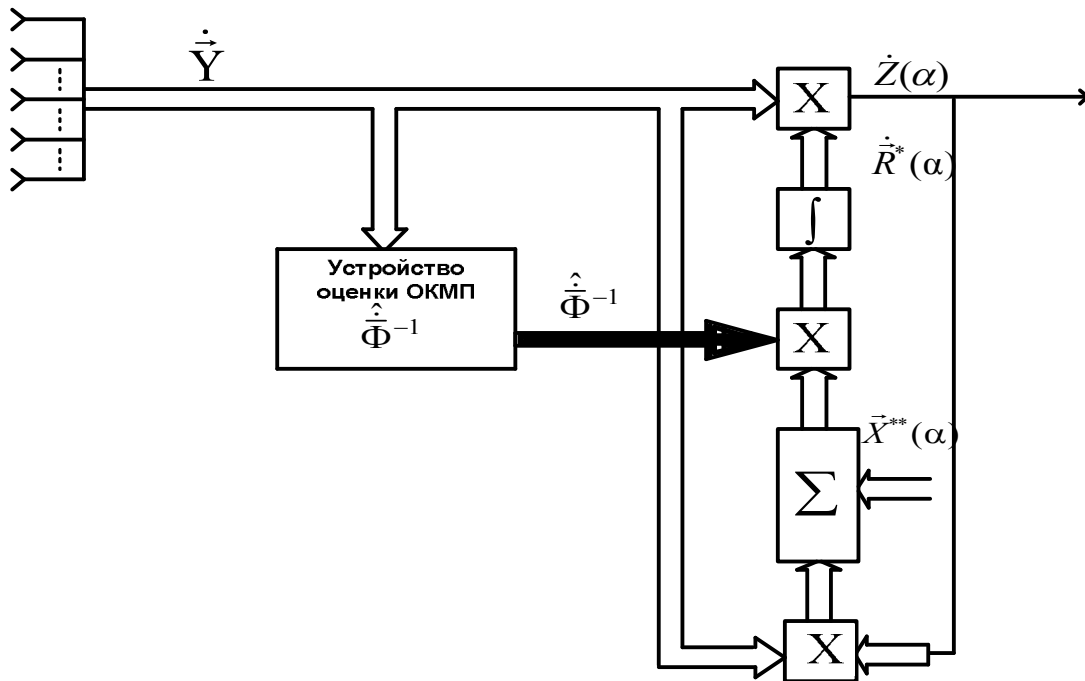 Ẏ⃗
X
Ż(α)
Ṙ⃗*(α)
∫
Устройство
оценки ОКМП
Φ̅̇̂⁻¹
Φ̅̇̂⁻¹
X
X⃗**(α)
Σ
X